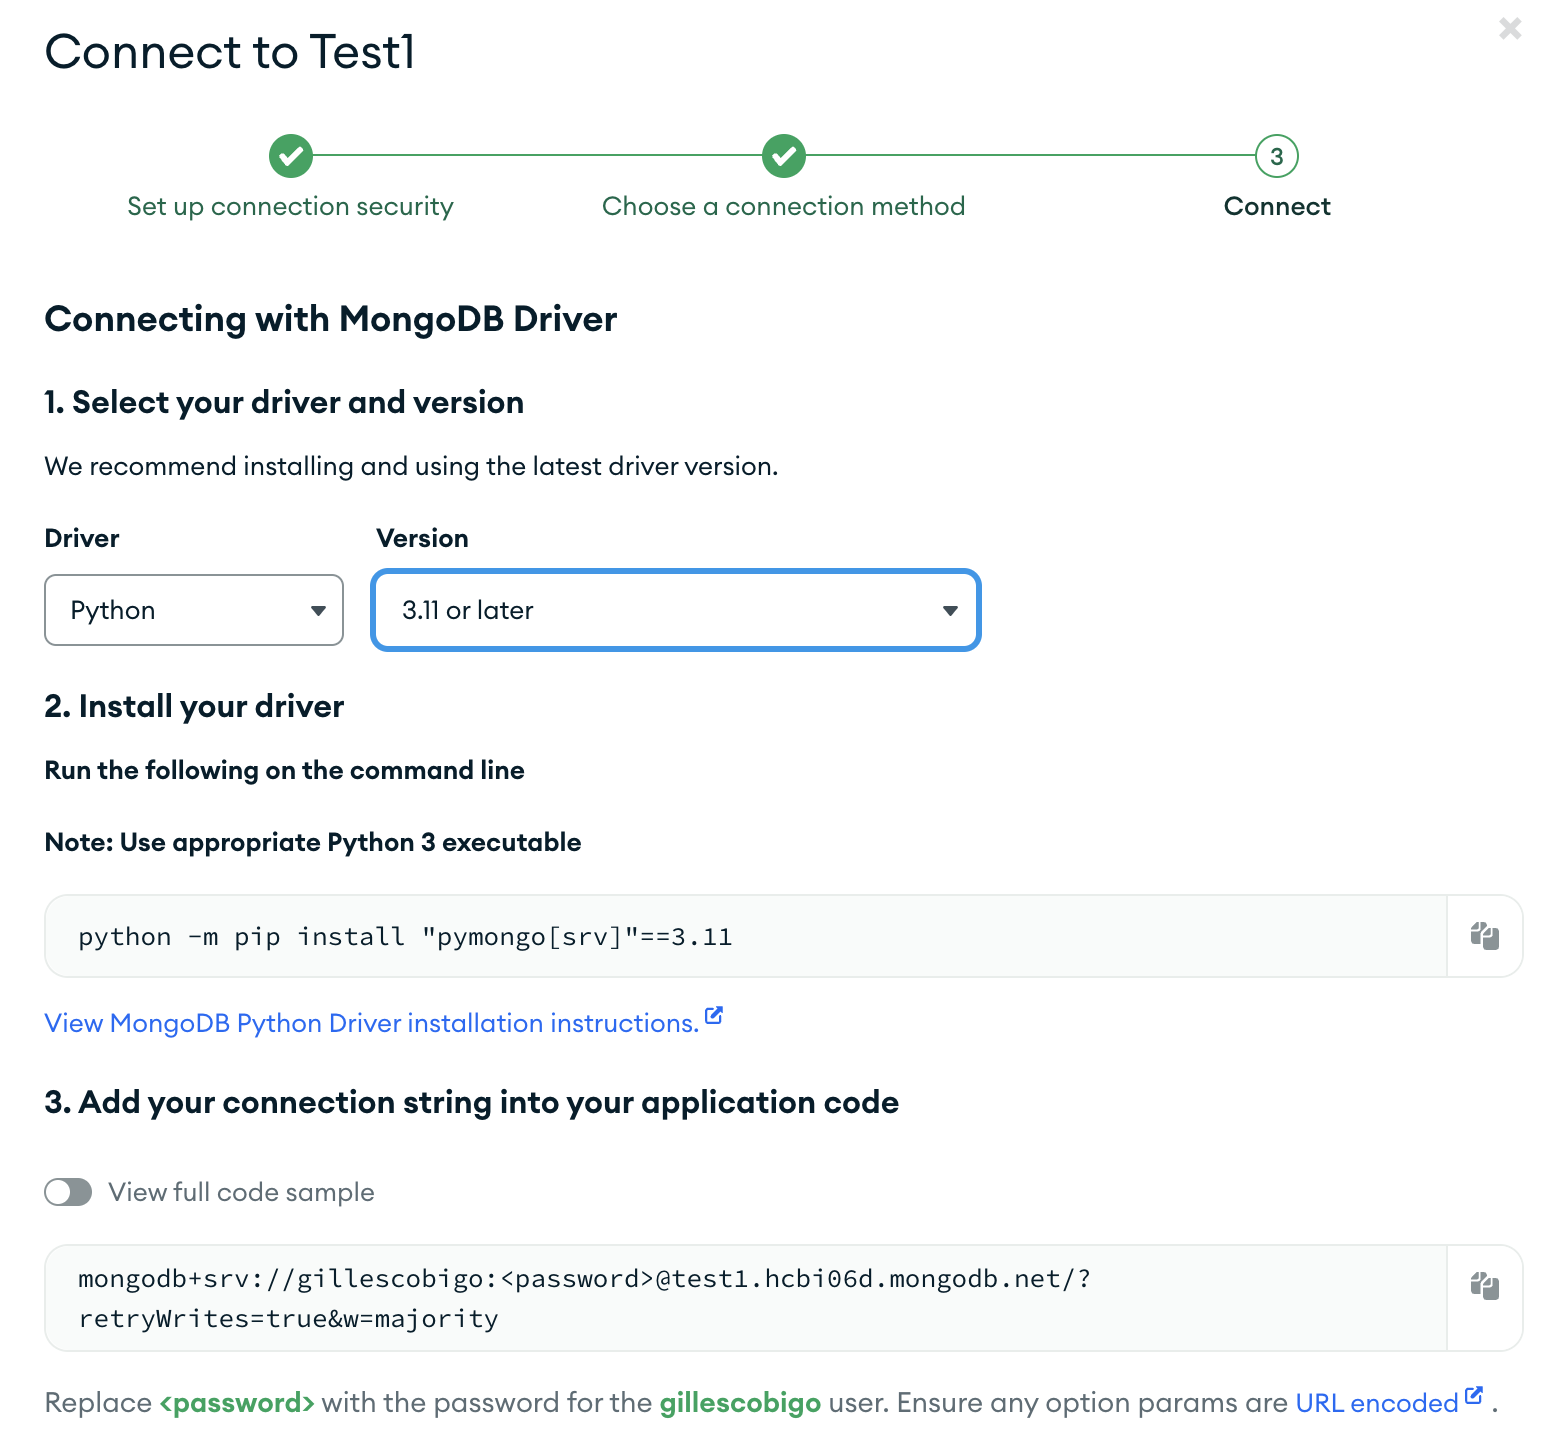 Connect to Test1
3
Set up connection security
Choose a connection method
Connect
Connecting with MongoDB Driver
1. Select your driver and version
We recommend installing and using the latest driver version.
Driver
Version
Python
3.11 or later
2. Install your driver
Run the following on the command line
Note: Use appropriate Python 3 executable
python -m pip install "pymongo[srv]"==3.11
View MongoDB Python Driver installation instructions.
3. Add your connection string into your application code
View full code sample
mongodb+srv://gillescobigo:<password>@test1.hcbi06d.mongodb.net/?
retryWrites=true&w=majority
Replace <password> with the password for the gillescobigo user. Ensure any option params are URL encoded .